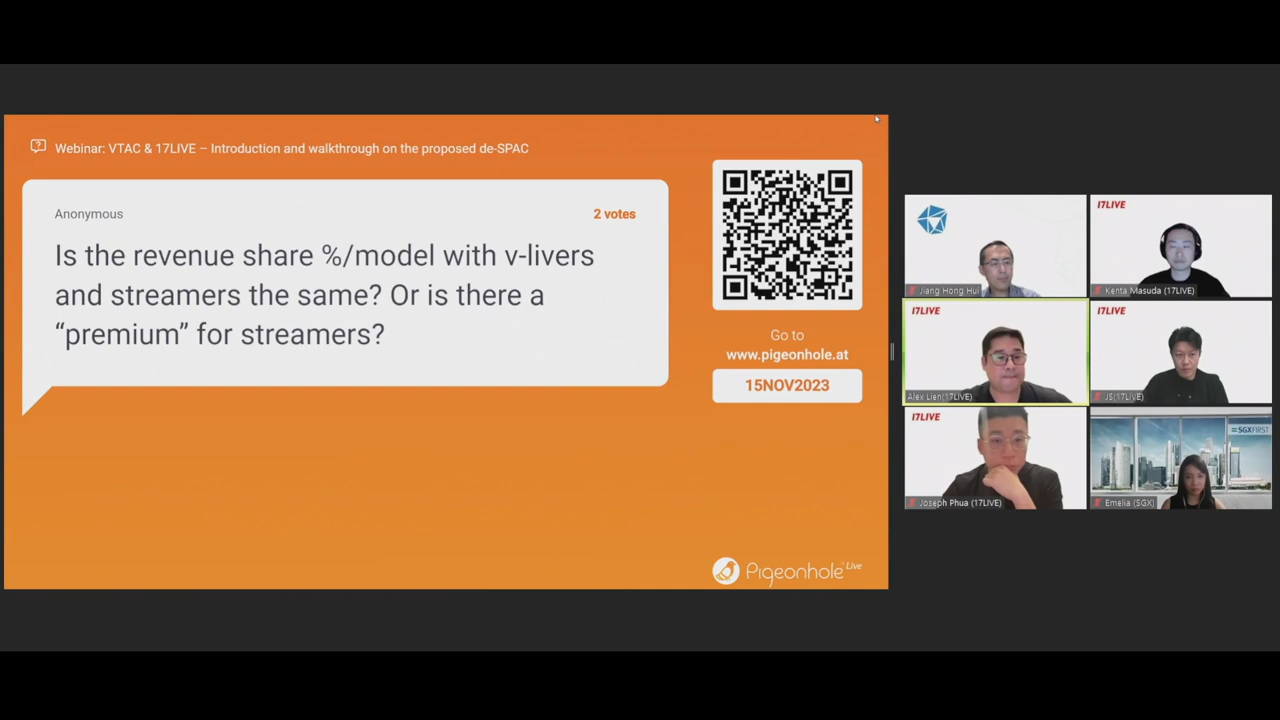 Webinar: VTAC & 17LIVE – Introduction and walkthrough on the proposed de-SPAC
Anonymous
2 votes
Is the revenue share %/model with v-livers
and streamers the same? Or is there a
“premium” for streamers?
Go to
www.pigeonhole.at
15NOV2023
Pigeonhole Live
Jiang Hong Hui
17LIVE
Kenta Masuda (17LIVE)
17LIVE
Alex Lien(17LIVE)
17LIVE
JS(17LIVE)
17LIVE
Joseph Phua (17LIVE)
SGXFIRST
Emelia (SGX)